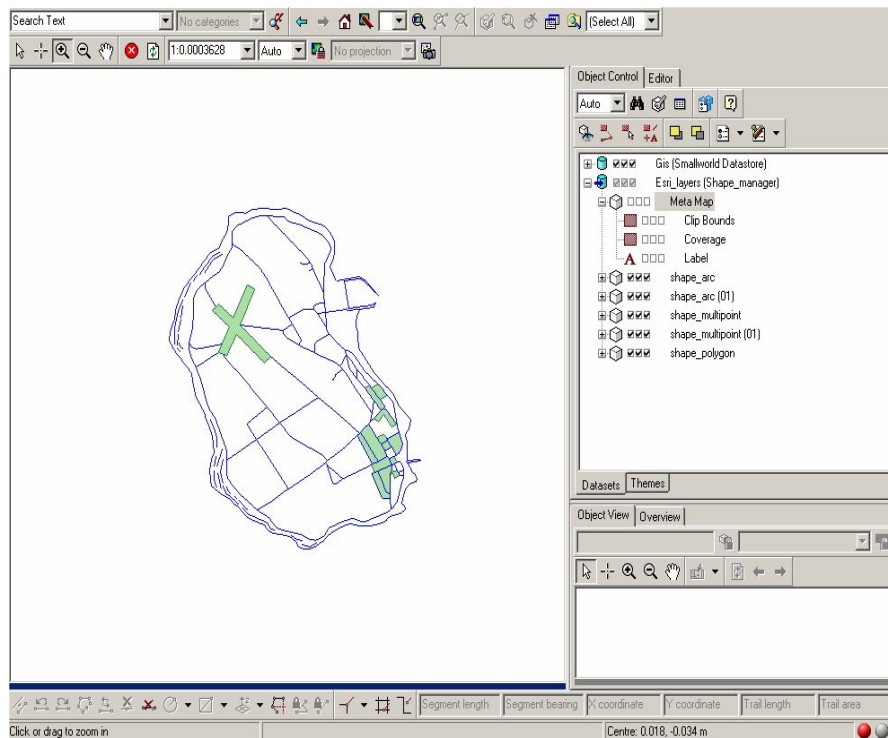 Search Text No categories (Select All)
1:0.0003628 Auto No projection
Object Control Editor
Auto
Gis (Smallworld Datastore)
Esri_layers (Shape_manager)
Meta Map
Clip Bounds
Coverage
A Label
shape_arc
shape_arc (01)
shape_multipoint
shape_multipoint (01)
shape_polygon
Datasets Themes
Object View Overview
Segment length Segment bearing X coordinate Y coordinate Trail length Trail area
Click or drag to zoom in Centre: 0.018, -0.034 m